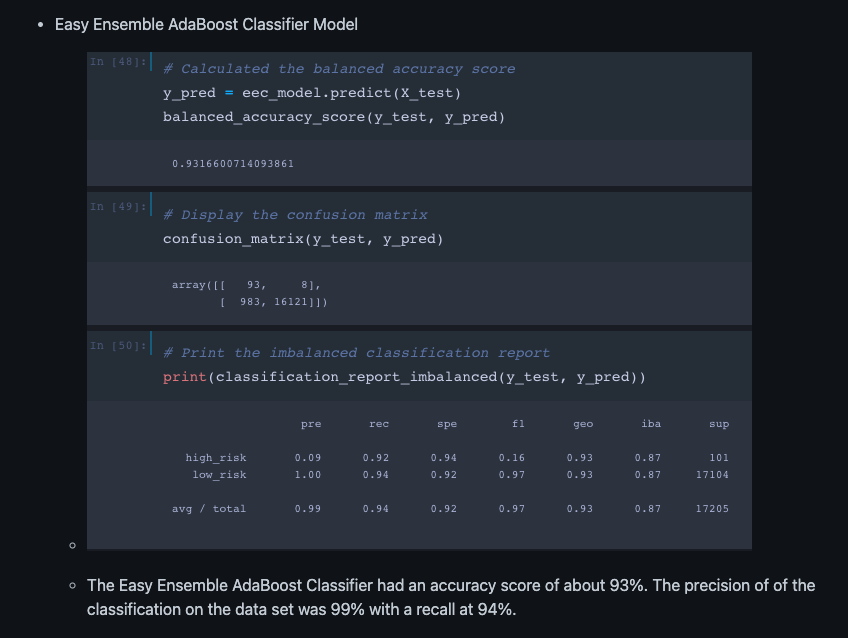 Easy Ensemble AdaBoost Classifier Model
In [48]:
# Calculated the balanced accuracy score
y_pred = eec_model.predict(X_test)
balanced_accuracy_score(y_test, y_pred)
0.9316600714093861
In [49]:
# Display the confusion matrix
confusion_matrix(y_test, y_pred)
array([[   93,     8],
       [  983, 16121]])
In [50]:
# Print the imbalanced classification report
print(classification_report_imbalanced(y_test, y_pred))
pre rec spe f1 geo iba sup
high_risk 0.09 0.92 0.94 0.16 0.93 0.87 101
low_risk 1.00 0.94 0.92 0.97 0.93 0.87 17104
avg / total 0.99 0.94 0.92 0.97 0.93 0.87 17205
The Easy Ensemble AdaBoost Classifier had an accuracy score of about 93%. The precision of of the
classification on the data set was 99% with a recall at 94%.